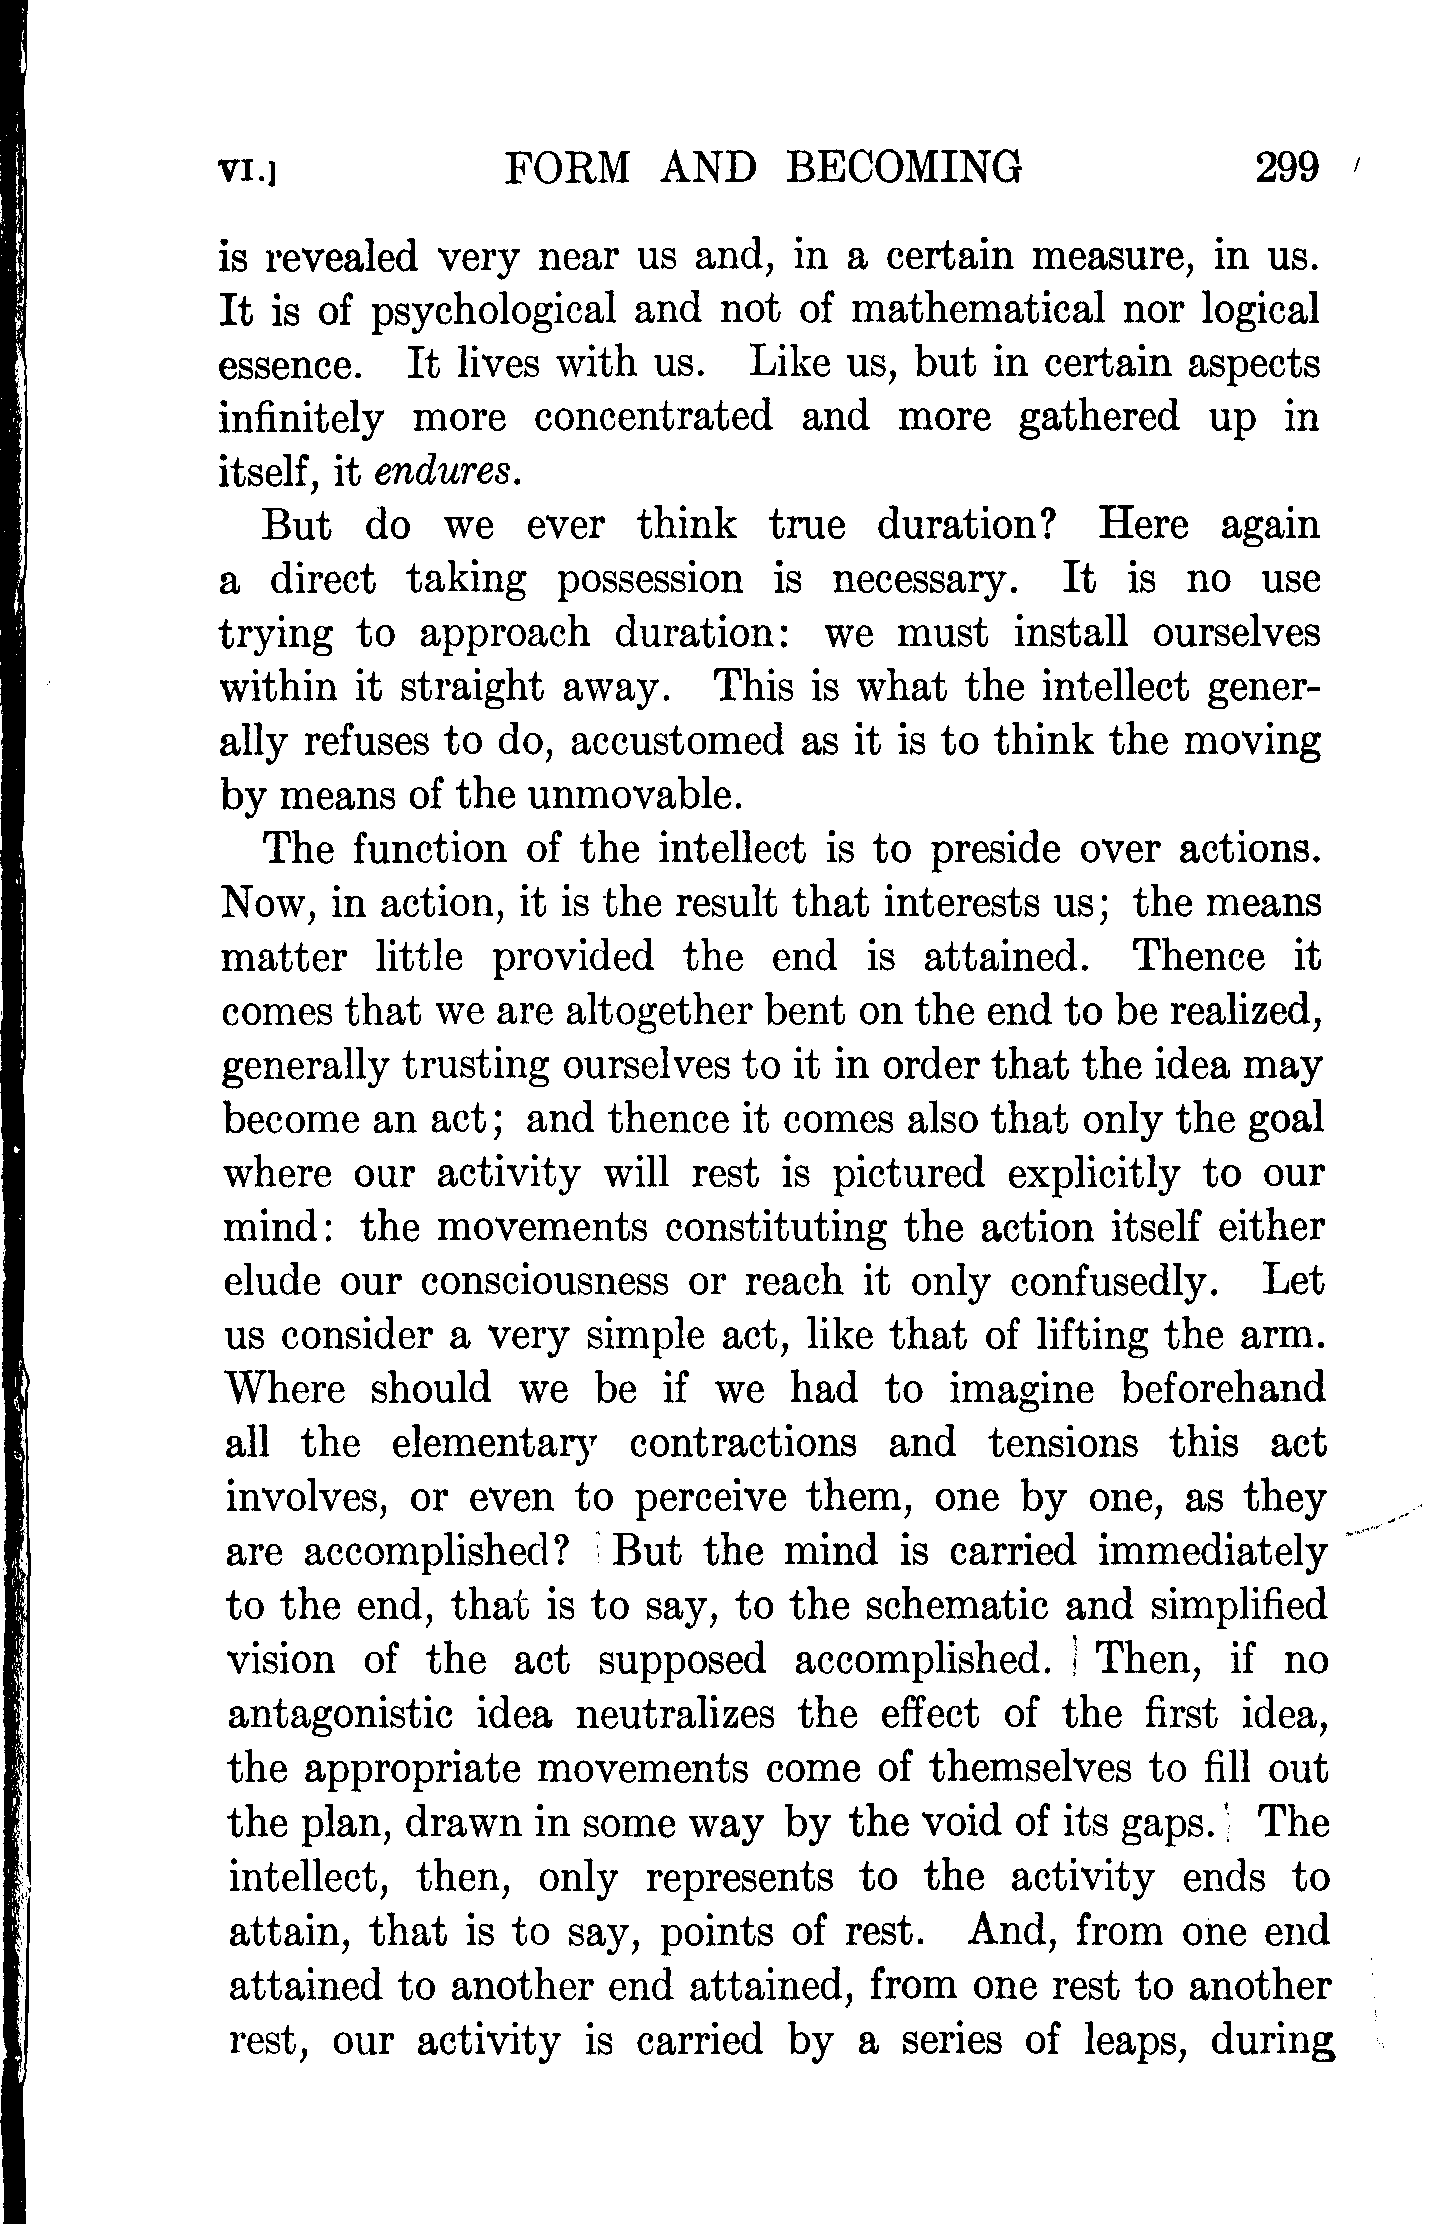 VI.] FORM AND BECOMING 299
is revealed very near us and, in a certain measure, in us.
It is of psychological and not of mathematical nor logical
essence. It lives with us. Like us, but in certain aspects
infinitely more concentrated and more gathered up in
itself, it endures.
But do we ever think true duration? Here again
a direct taking possession is necessary. It is no use
trying to approach duration: we must install ourselves
within it straight away. This is what the intellect gener-
ally refuses to do, accustomed as it is to think the moving
by means of the unmovable.
The function of the intellect is to preside over actions.
Now, in action, it is the result that interests us; the means
matter little provided the end is attained. Thence it
comes that we are altogether bent on the end to be realized,
generally trusting ourselves to it in order that the idea may
become an act; and thence it comes also that only the goal
where our activity will rest is pictured explicitly to our
mind: the movements constituting the action itself either
elude our consciousness or reach it only confusedly. Let
us consider a very simple act, like that of lifting the arm.
Where should we be if we had to imagine beforehand
all the elementary contractions and tensions this act
involves, or even to perceive them, one by one, as they
are accomplished? But the mind is carried immediately
to the end, that is to say, to the schematic and simplified
vision of the act supposed accomplished. Then, if no
antagonistic idea neutralizes the effect of the first idea,
the appropriate movements come of themselves to fill out
the plan, drawn in some way by the void of its gaps. The
intellect, then, only represents to the activity ends to
attain, that is to say, points of rest. And, from one end
attained to another end attained, from one rest to another
rest, our activity is carried by a series of leaps, during